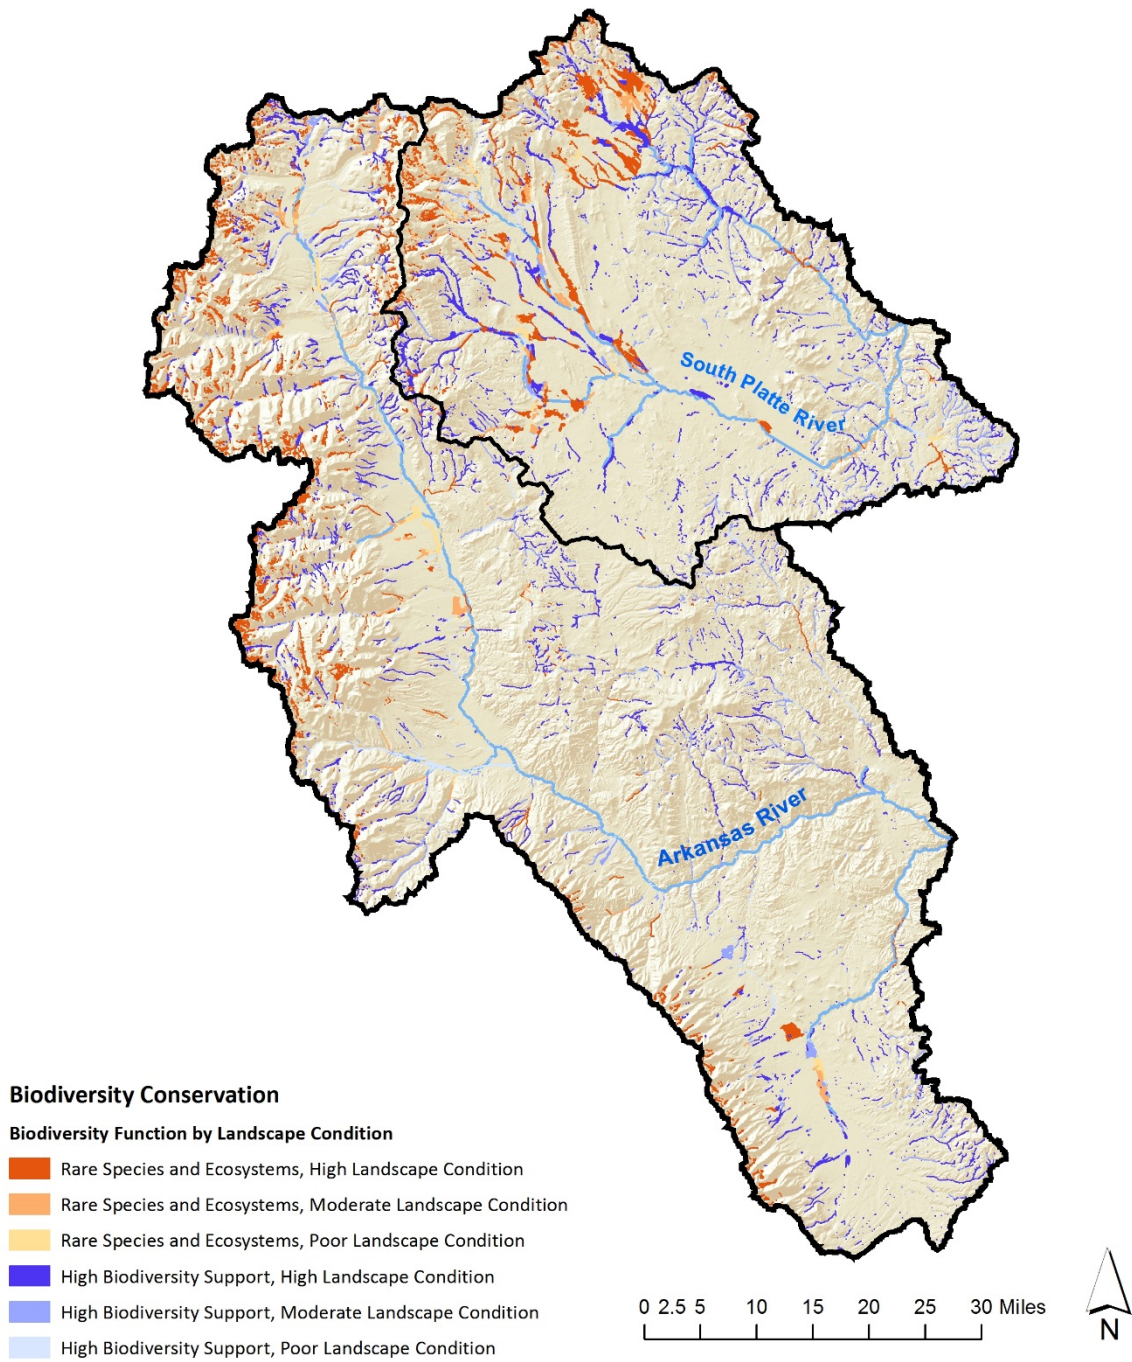 South Platte River
Arkansas River
Biodiversity Conservation
Biodiversity Function by Landscape Condition
Rare Species and Ecosystems, High Landscape Condition
Rare Species and Ecosystems, Moderate Landscape Condition
Rare Species and Ecosystems, Poor Landscape Condition
High Biodiversity Support, High Landscape Condition
High Biodiversity Support, Moderate Landscape Condition
High Biodiversity Support, Poor Landscape Condition
0 2.5 5 10 15 20 25 30 Miles
N